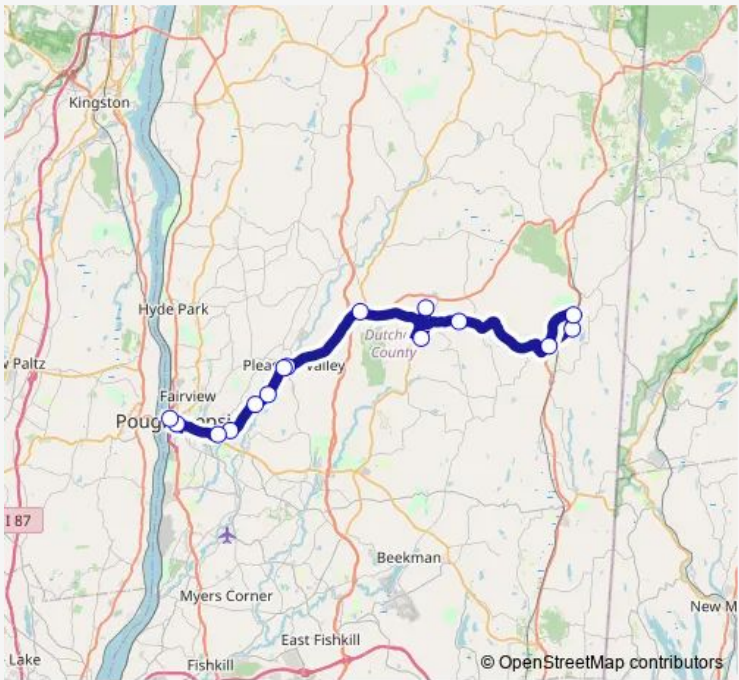 Kingston
Hyde Park
Dutch
County
w Paltz
Pleas
Valley
Fairview
Poug
I 87
Beekman
Myers Corner
New M
East Fishkill
Lake
Fishkill
© OpenStreetMap contributors